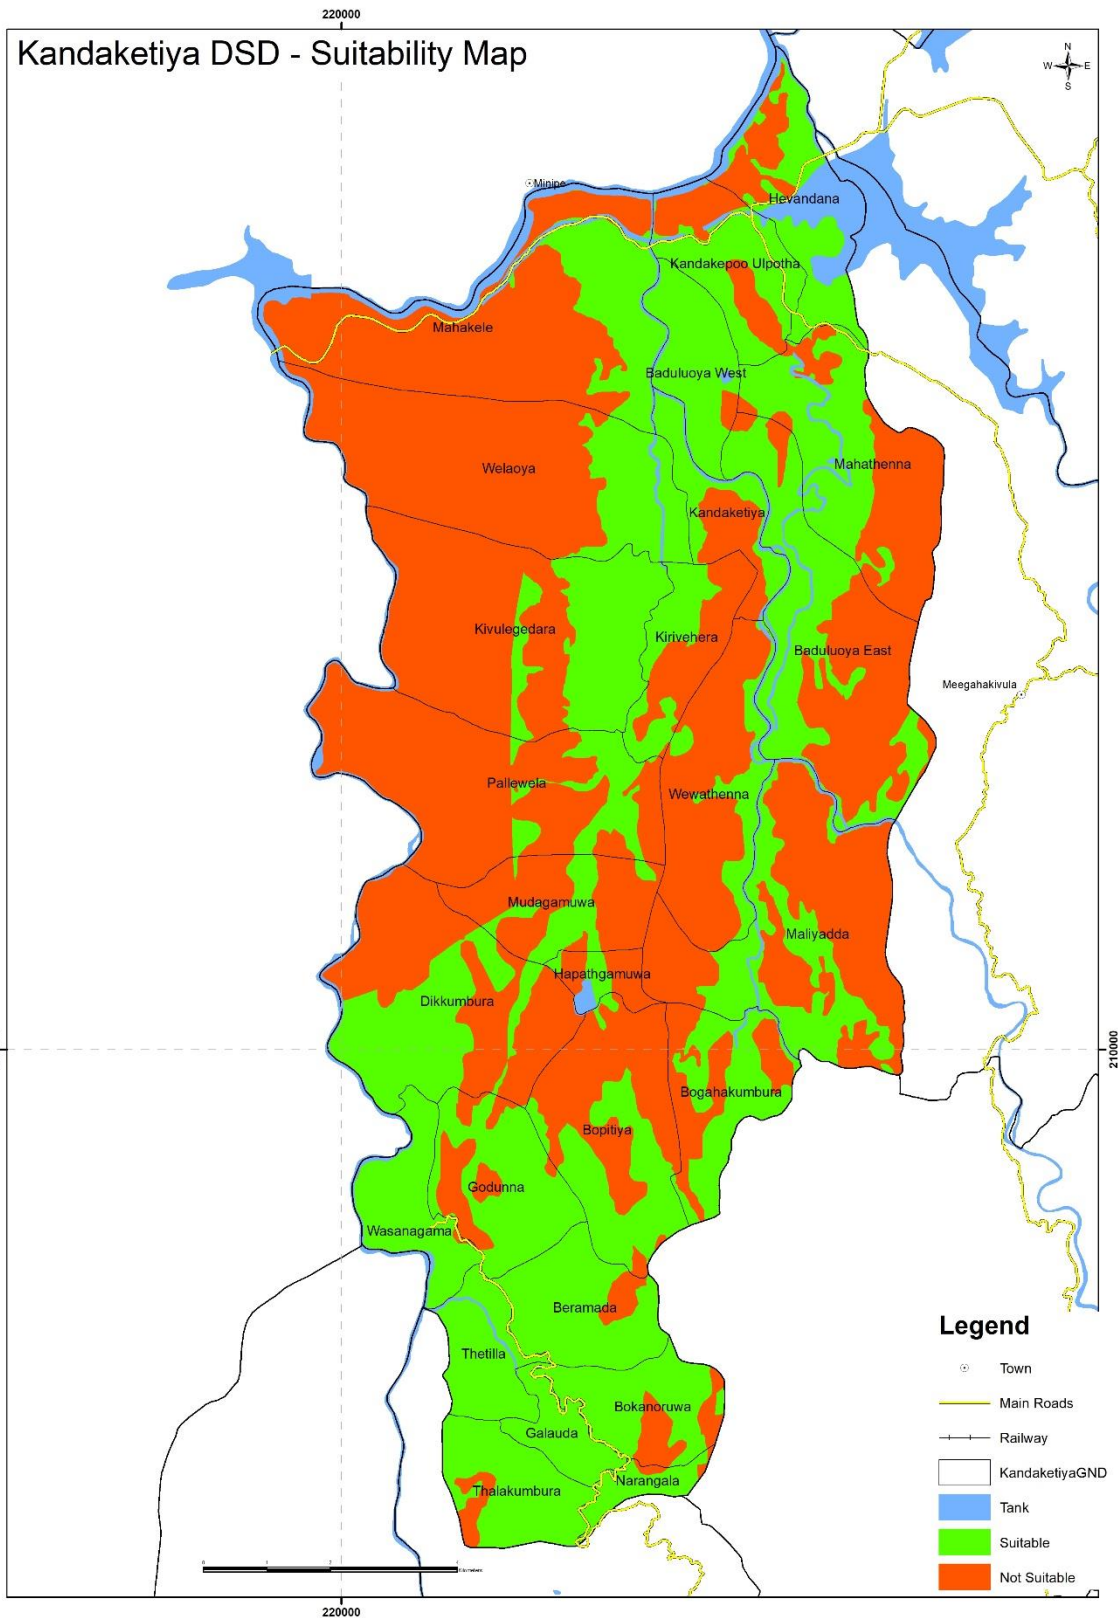 220000
Kandaketiya DSD - Suitability Map
N
W E
S
Minipe
Hevandana
Kandakepoo Ulpotha
Mahakele
Baduluoya West
Welaoya
Mahathenna
Kandaketiya
Kivulegedara
Kirivehera
Baduluoya East
Meegahakivula
Pallewela
Wewathenna
Mudagamuwa
Maliyadda
Hapathgamuwa
Dikkumbura
210000
Bogahakumbura
Bopitiya
Godunna
Wasanagama
Beramada
Thetilla
Bokanoruwa
Galauda
Narangala
Thalakumbura
Legend
Town
Main Roads
Railway
KandaketiyaGND
Tank
Suitable
Not Suitable
220000